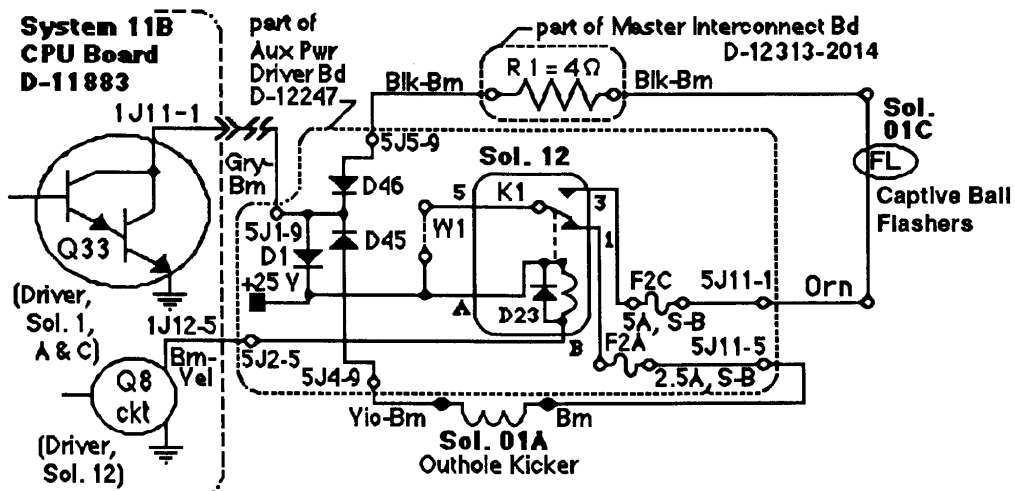 System 11B
CPU Board
D-11883
part of
Aux Pwr
Driver Bd
D-12247
part of Master Interconnect Bd
D-12313-2014
R1 = 4Ω
Blk-Brn
Blk-Brn
1J11-1
5J5-9
Sol. 12
Sol.
01C
FL
Captive Ball
Flashers
Gry-
Brn
D46
5
K1
3
5J1-9
D45
W1
1
Q33
D1
+25 V
F2C
5J11-1
Orn
A
D23
5A, S-B
(Driver,
Sol. 1,
A & C)
1J12-5
B
F2A
5J11-5
Brn-
Yel
5J2-5
5J4-9
2.5A, S-B
Q8
ckt
Ylo-Brn
Brn
Sol. 01A
Outhole Kicker
(Driver,
Sol. 12)